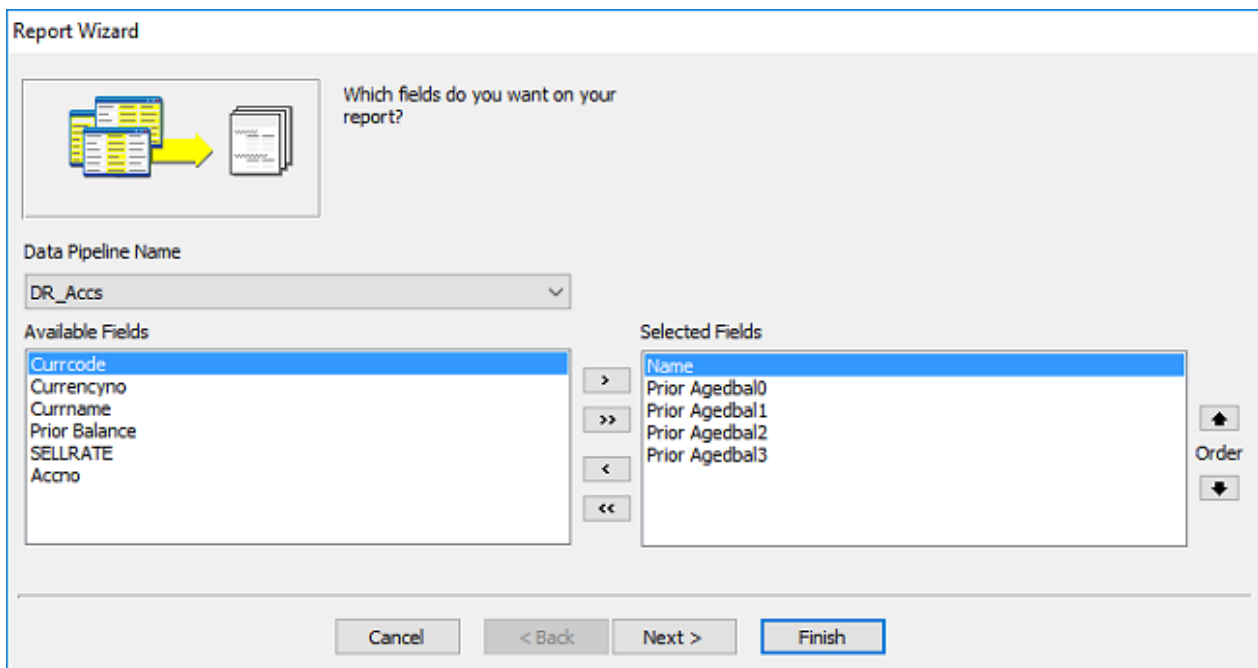 Report Wizard
Which fields do you want on your
report?
Data Pipeline Name
DR_Accs
Available Fields
Currcode
Currencyno
Currname
Prior Balance
SELLRATE
Accno
>
>>
<
<<
Selected Fields
Name
Prior Agedbal0
Prior Agedbal1
Prior Agedbal2
Prior Agedbal3
Order
Cancel
< Back
Next >
Finish